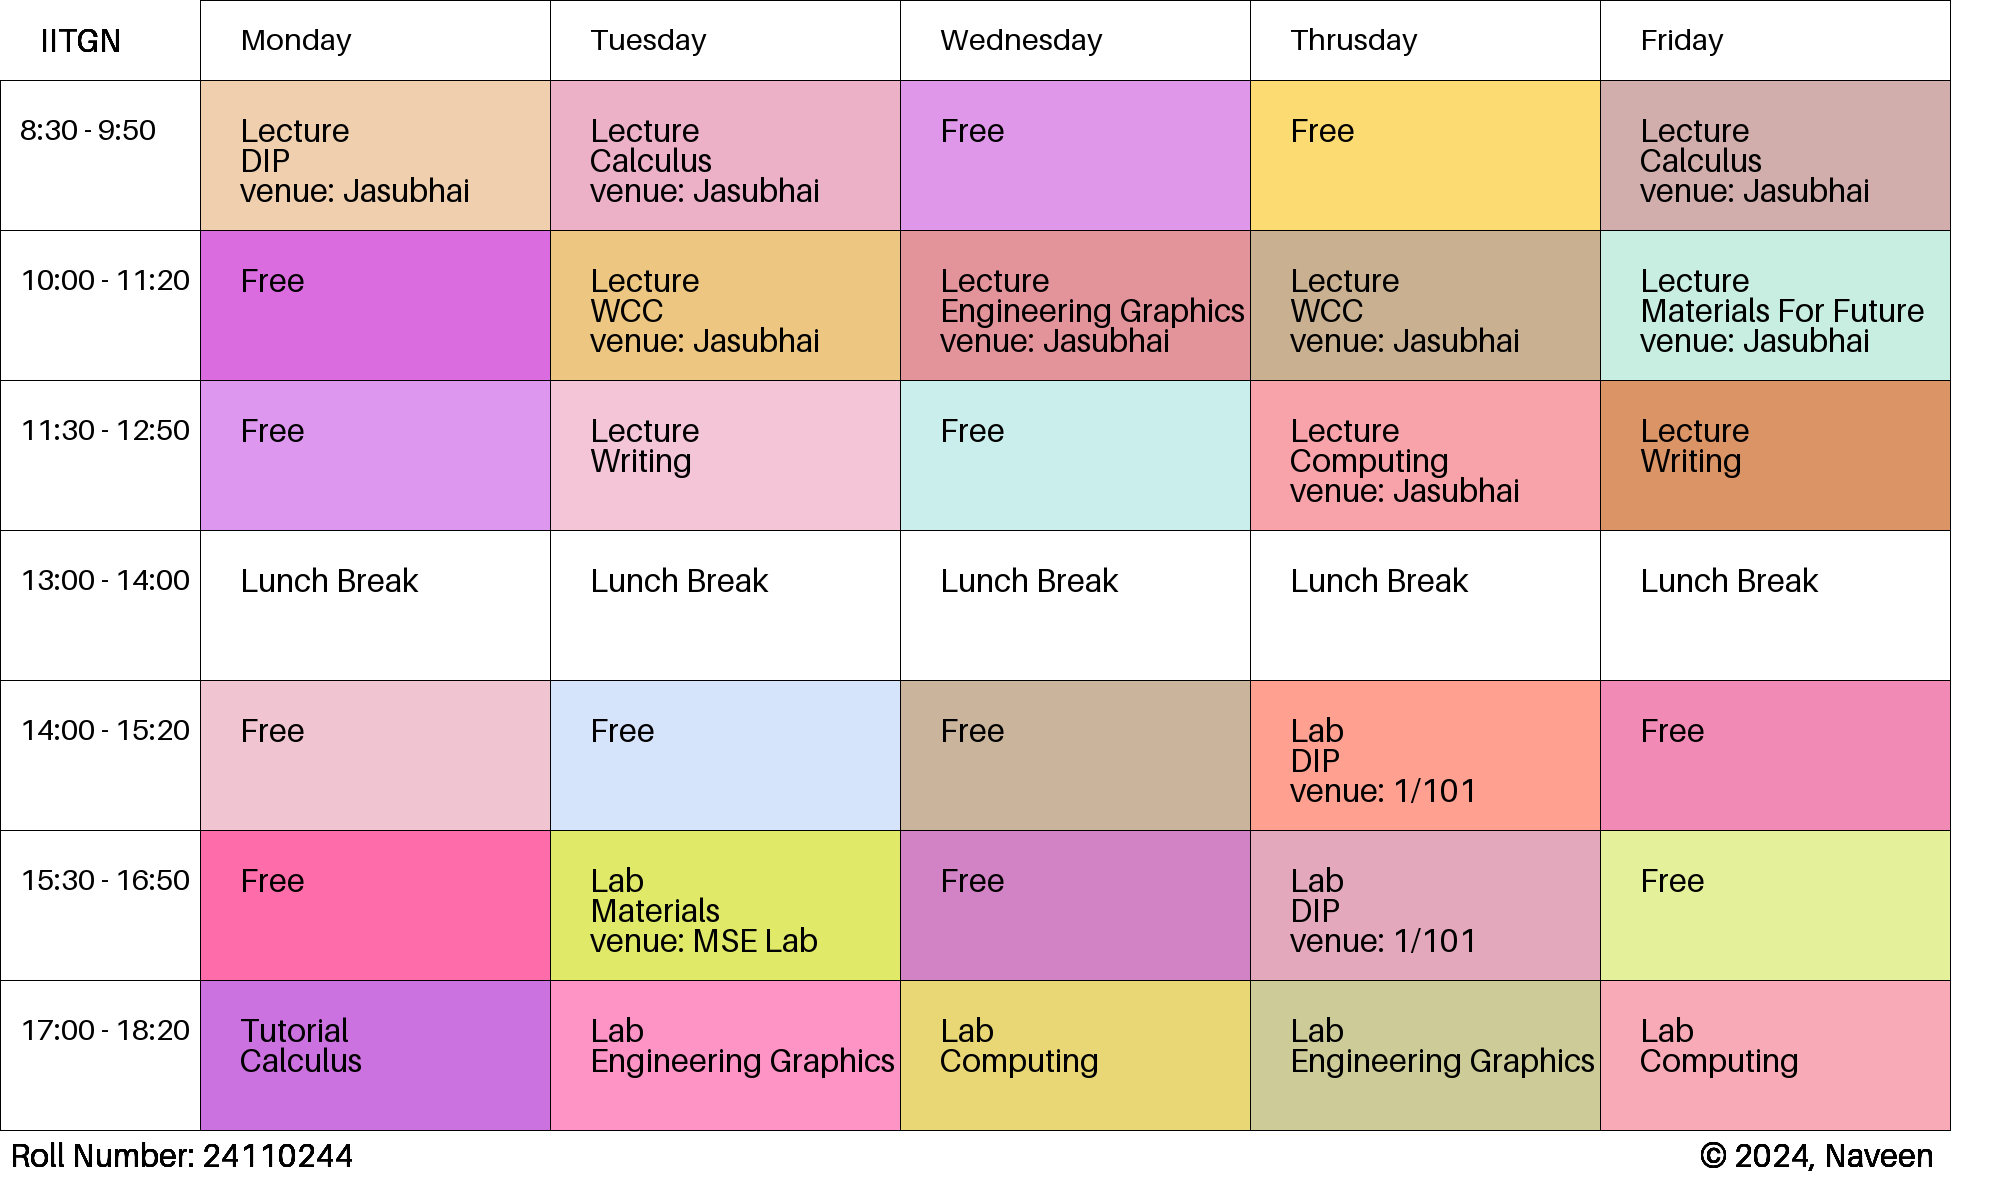 IITGN Monday Tuesday Wednesday Thrusday Friday
8:30 - 9:50
Lecture
DIP
venue: Jasubhai
Lecture
Calculus
venue: Jasubhai
Free
Free
Lecture
Calculus
venue: Jasubhai
10:00 - 11:20
Free
Lecture
WCC
venue: Jasubhai
Lecture
Engineering Graphics
venue: Jasubhai
Lecture
WCC
venue: Jasubhai
Lecture
Materials For Future
venue: Jasubhai
11:30 - 12:50
Free
Lecture
Writing
Free
Lecture
Computing
venue: Jasubhai
Lecture
Writing
13:00 - 14:00
Lunch Break
Lunch Break
Lunch Break
Lunch Break
Lunch Break
14:00 - 15:20
Free
Free
Free
Lab
DIP
venue: 1/101
Free
15:30 - 16:50
Free
Lab
Materials
venue: MSE Lab
Free
Lab
DIP
venue: 1/101
Free
17:00 - 18:20
Tutorial
Calculus
Lab
Engineering Graphics
Lab
Computing
Lab
Engineering Graphics
Lab
Computing
Roll Number: 24110244
© 2024, Naveen